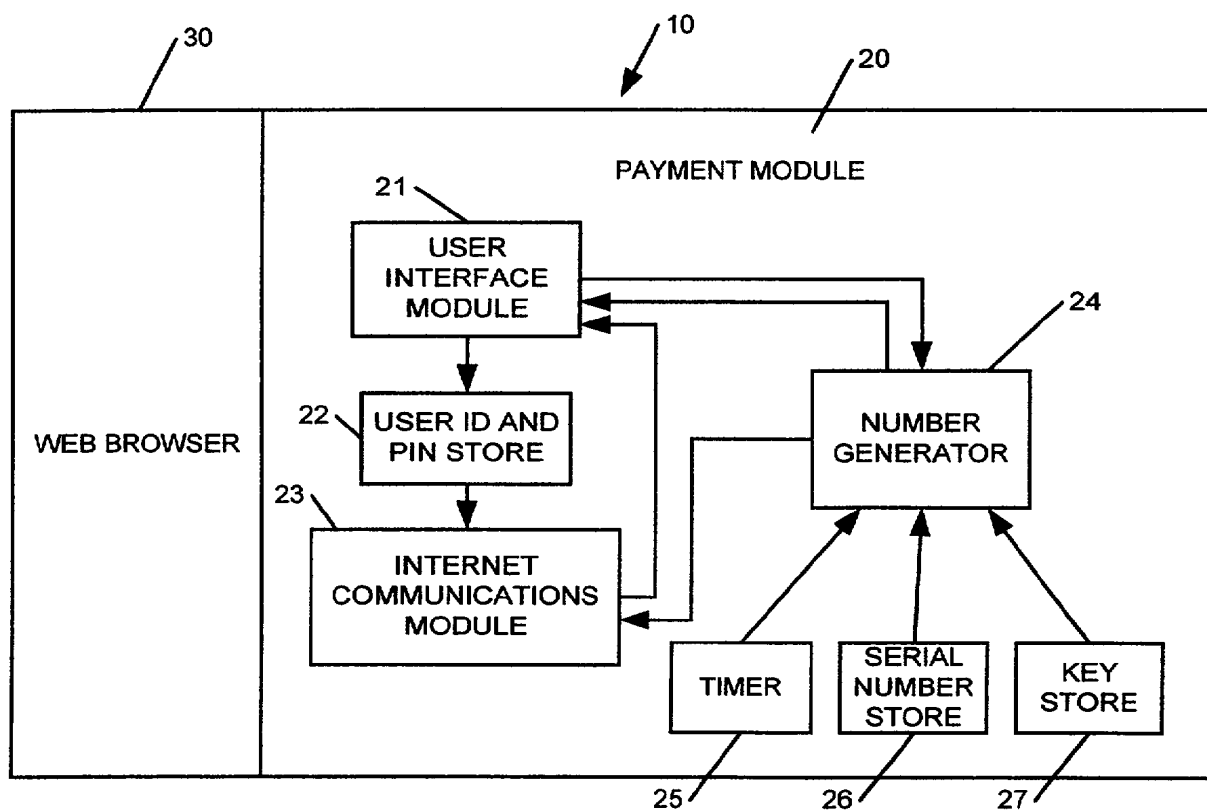 30
10
20
PAYMENT MODULE
21
USER
INTERFACE
MODULE
24
22
USER ID AND
PIN STORE
NUMBER
GENERATOR
WEB BROWSER
23
INTERNET
COMMUNICATIONS
MODULE
TIMER
SERIAL
NUMBER
STORE
KEY
STORE
25
26
27